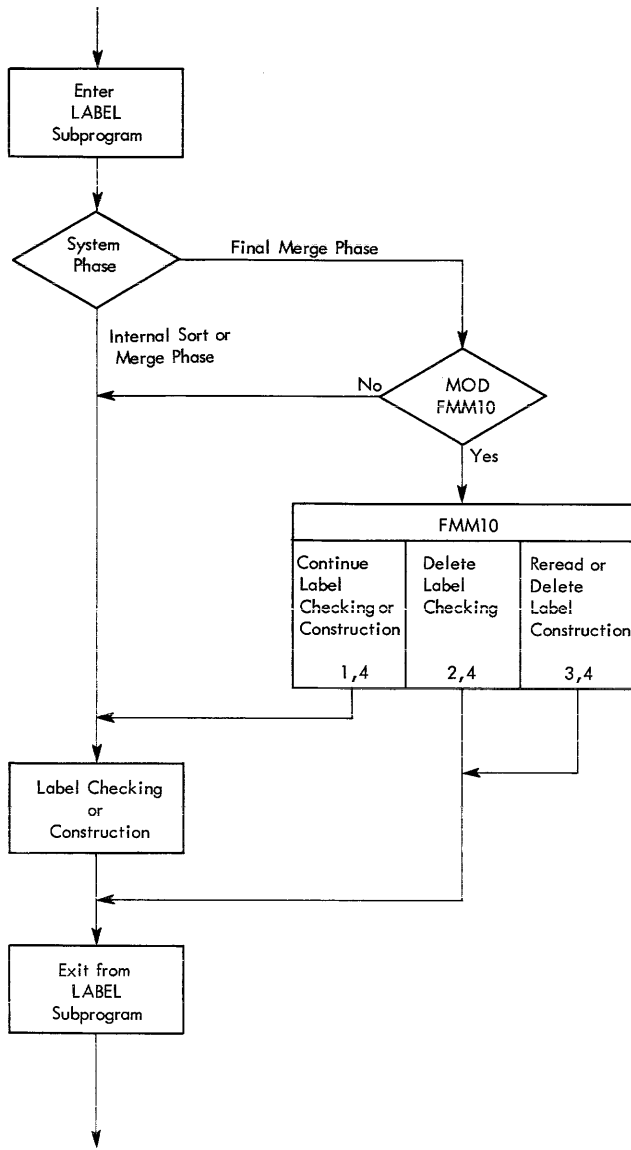 Enter
LABEL
Subprogram
System
Phase
Final Merge Phase
Internal Sort or
Merge Phase
No
MOD
FMM10
Yes
FMM10
Continue
Label
Checking or
Construction
1,4
Delete
Label
Checking
2,4
Reread or
Delete
Label
Construction
3,4
Label Checking
or
Construction
Exit from
LABEL
Subprogram